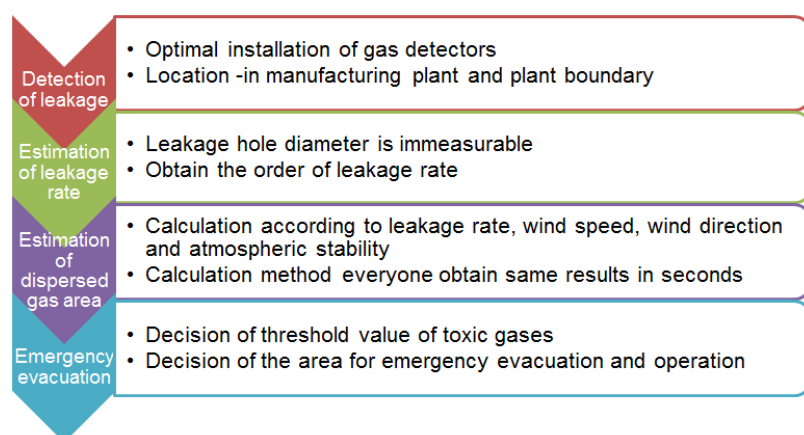 Detection
of leakage
• Optimal installation of gas detectors
• Location -in manufacturing plant and plant boundary
Estimation
of leakage
rate
• Leakage hole diameter is immeasurable
• Obtain the order of leakage rate
Estimation
of
dispersed
gas area
• Calculation according to leakage rate, wind speed, wind direction
and atmospheric stability
• Calculation method everyone obtain same results in seconds
Emergency
evacuation
• Decision of threshold value of toxic gases
• Decision of the area for emergency evacuation and operation